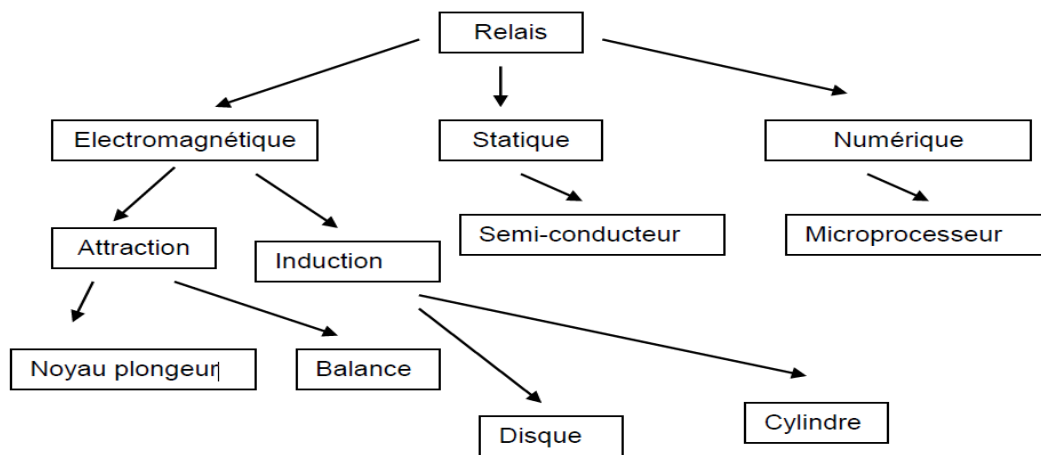 Relais
Electromagnétique
Statique
Numérique
Attraction
Induction
Semi-conducteur
Microprocesseur
Noyau plongeur
Balance
Disque
Cylindre